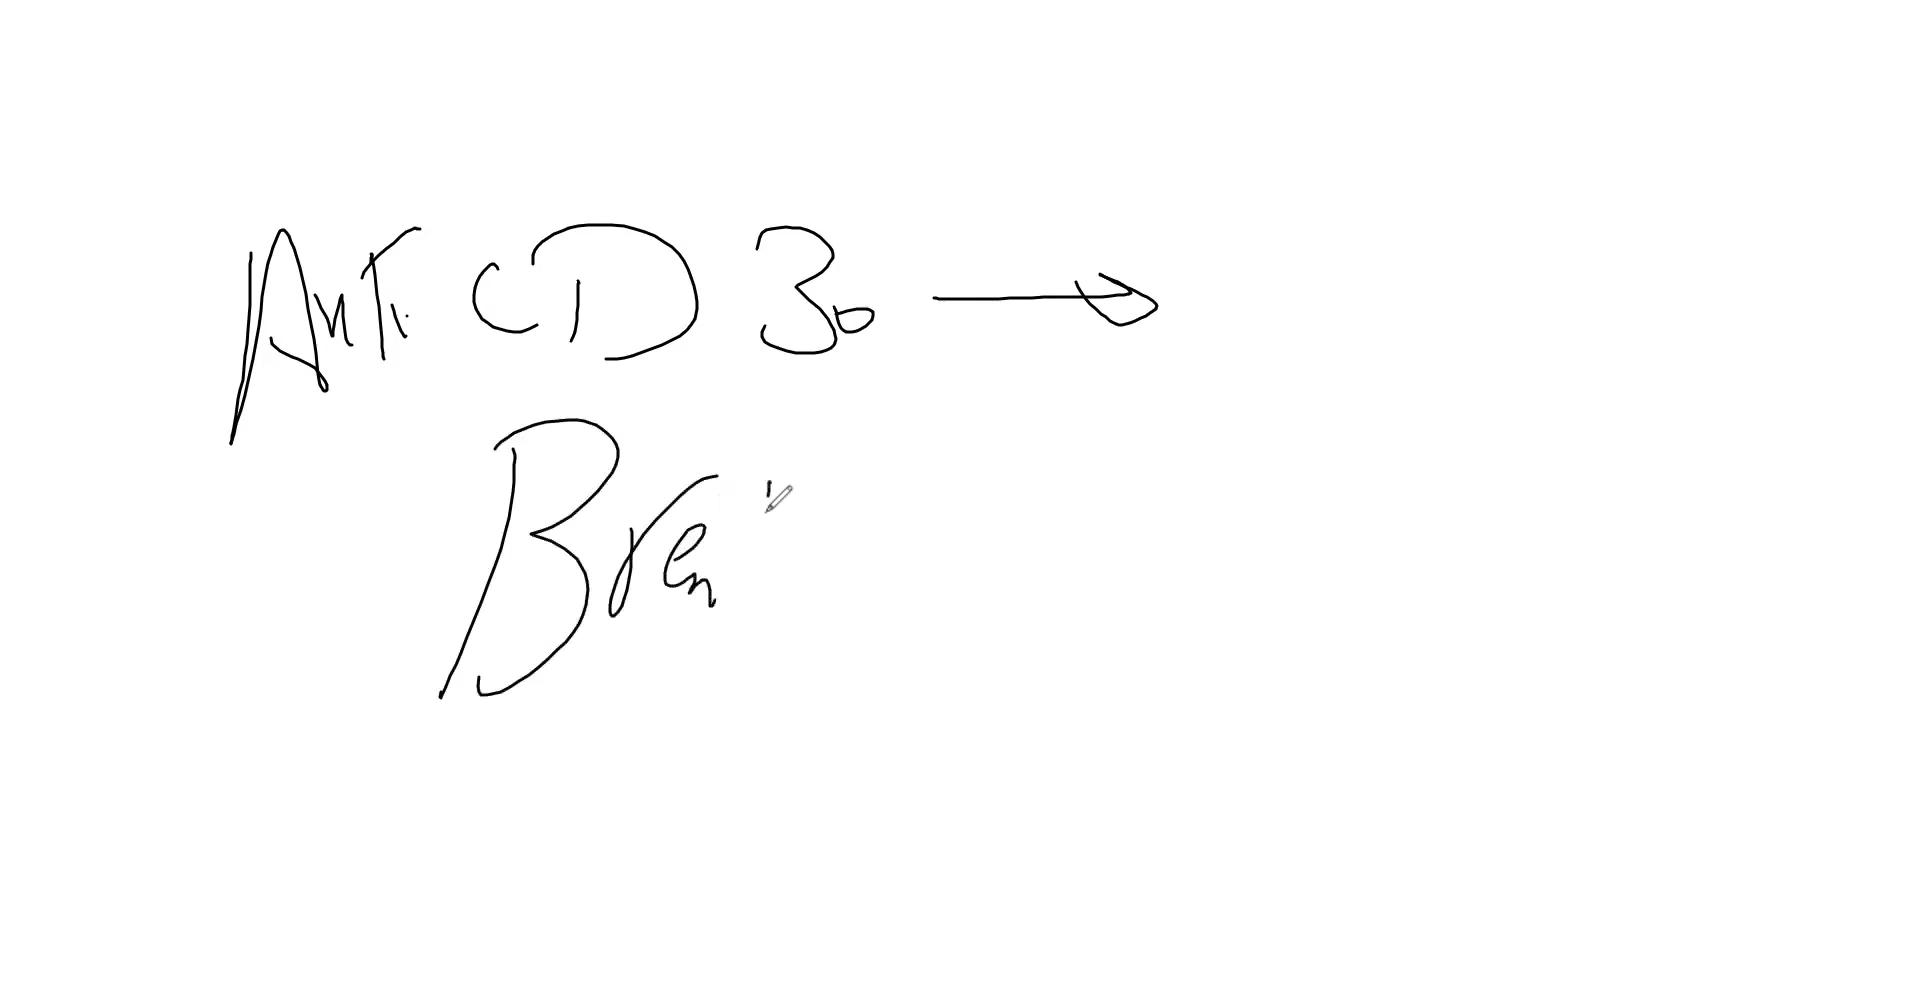 Anti CD 30 →
Bren